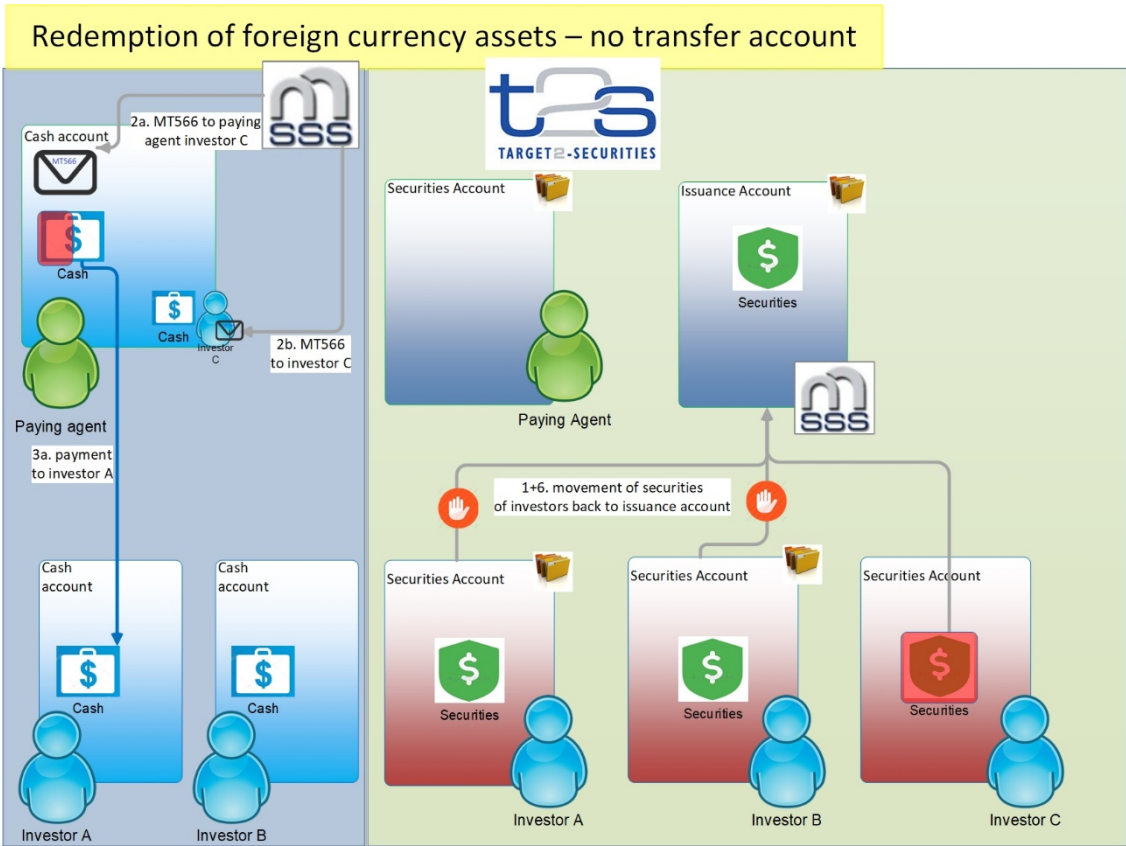 Redemption of foreign currency assets – no transfer account
SSS
t2s
TARGET2-SECURITIES
2a. MT566 to paying
agent investor C
Cash account
MT566
$
Cash
$
Cash
Investor
C
2b. MT566
to investor C
Paying agent
3a. payment
to investor A
Cash
account
$
Cash
Investor A
Cash
account
$
Cash
Investor B
Securities Account
Paying Agent
Issuance Account
$
Securities
SSS
1+6. movement of securities
of investors back to issuance account
Securities Account
$
Securities
Investor A
Securities Account
$
Securities
Investor B
Securities Account
$
Securities
Investor C